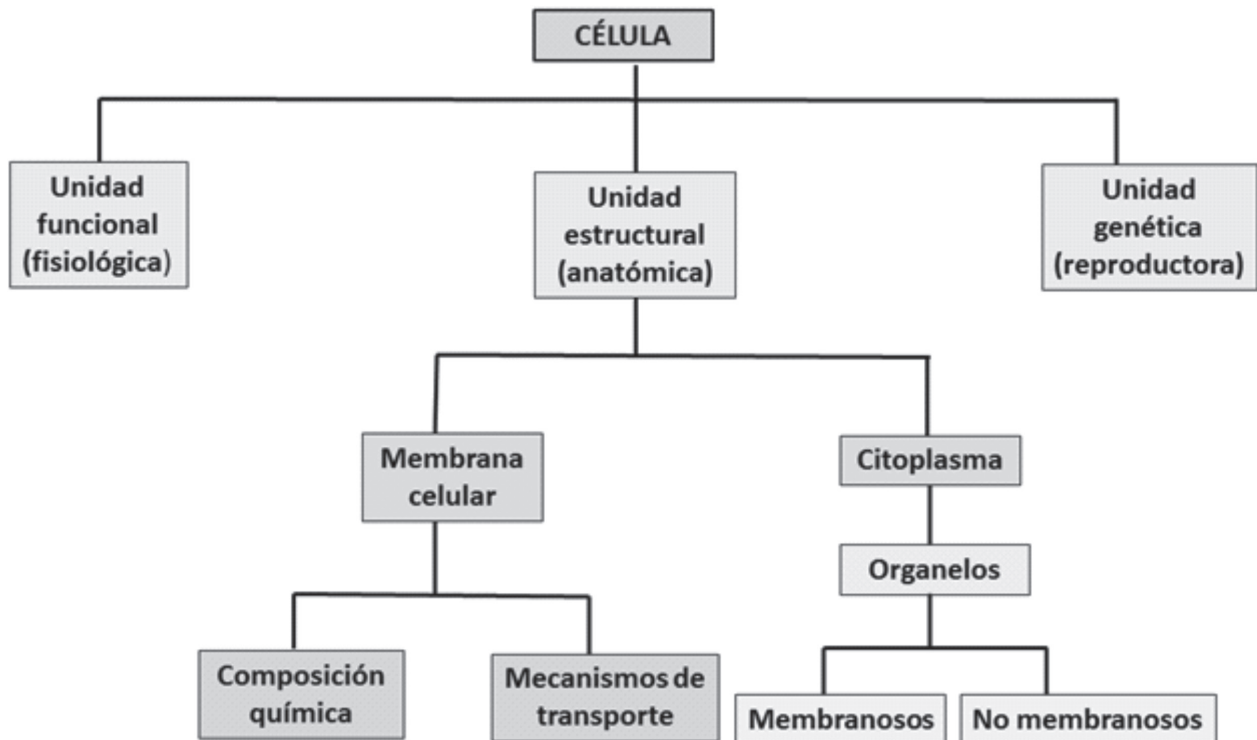 CÉLULA
Unidad
funcional
(fisiológica)
Unidad
estructural
(anatómica)
Unidad
genética
(reproductora)
Membrana
celular
Citoplasma
Organelos
Composición
química
Mecanismos de
transporte
Membranosos
No membranosos